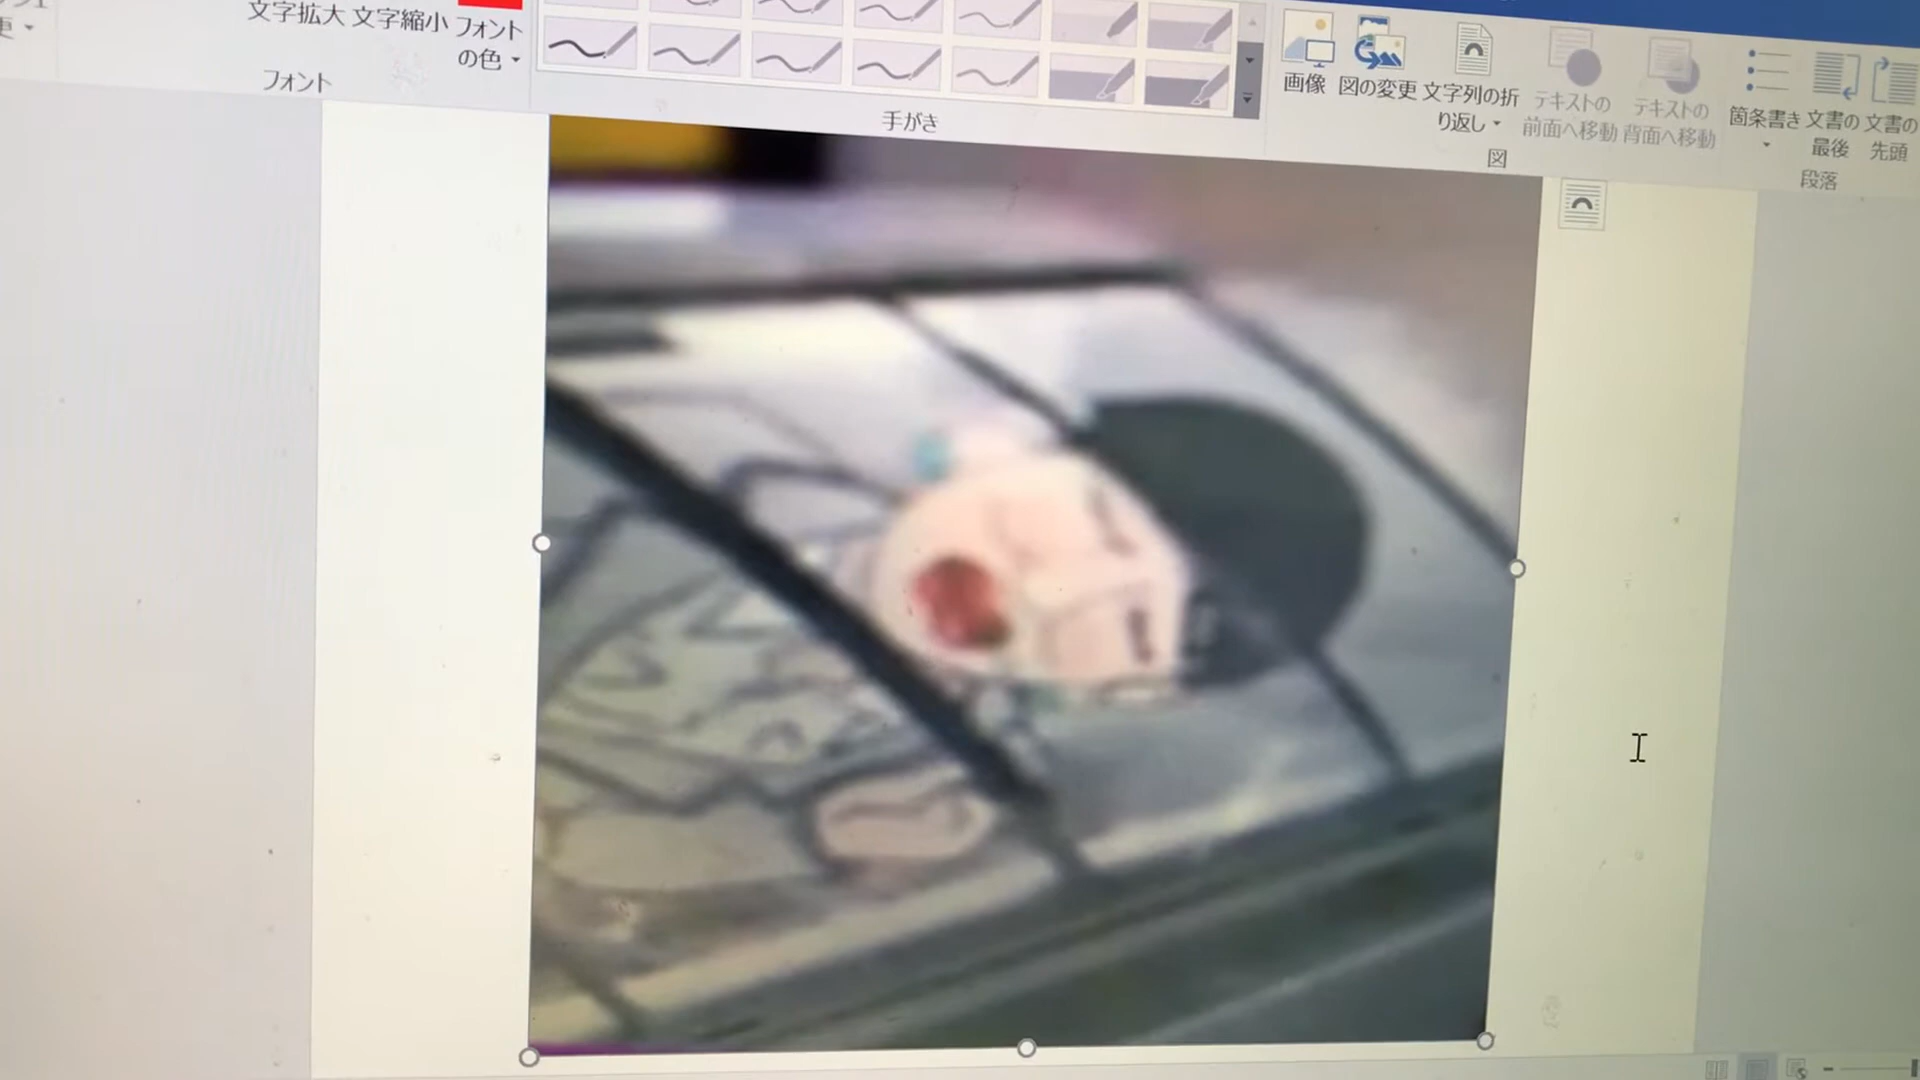 文字拡大 文字縮小 フォント
の色
フォント
手がき
画像 図の変更 文字列の折
り返し
テキストの
前面へ移動
テキストの
背面へ移動
図
箇条書き 文書の
最後
文書の
先頭
段落